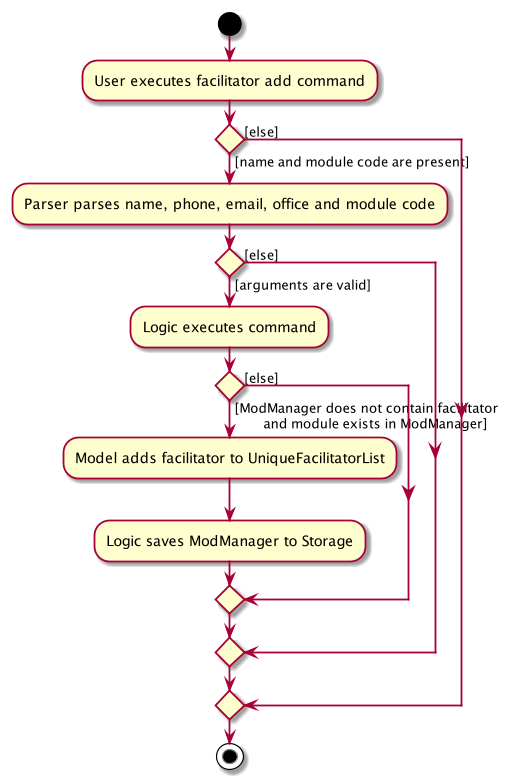 User executes facilitator add command
[else]
[name and module code are present]
Parser parses name, phone, email, office and module code
[else]
[arguments are valid]
Logic executes command
[else]
[ModManager does not contain facilitator
and module exists in ModManager]
Model adds facilitator to UniqueFacilitatorList
Logic saves ModManager to Storage